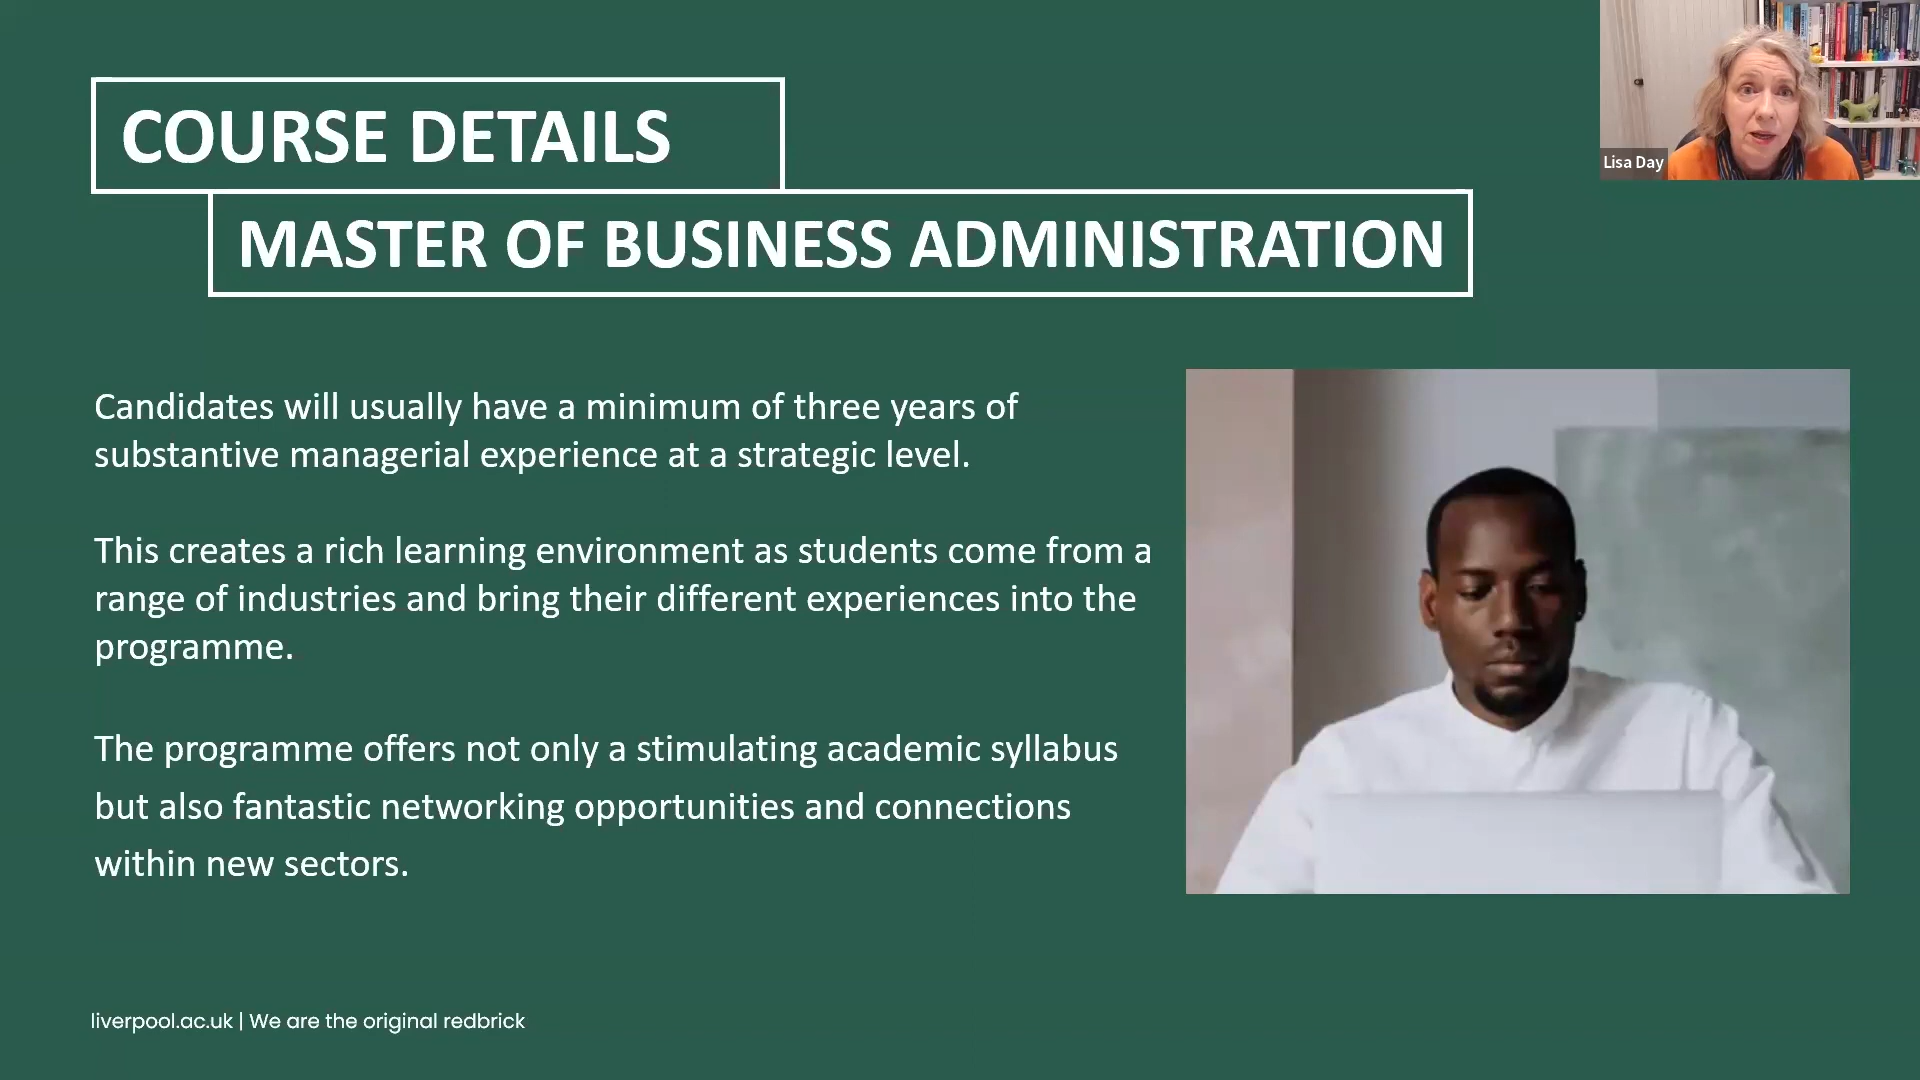 COURSE DETAILS
MASTER OF BUSINESS ADMINISTRATION
Lisa Day
Candidates will usually have a minimum of three years of
substantive managerial experience at a strategic level.
This creates a rich learning environment as students come from a
range of industries and bring their different experiences into the
programme.
The programme offers not only a stimulating academic syllabus
but also fantastic networking opportunities and connections
within new sectors.
liverpool.ac.uk | We are the original redbrick